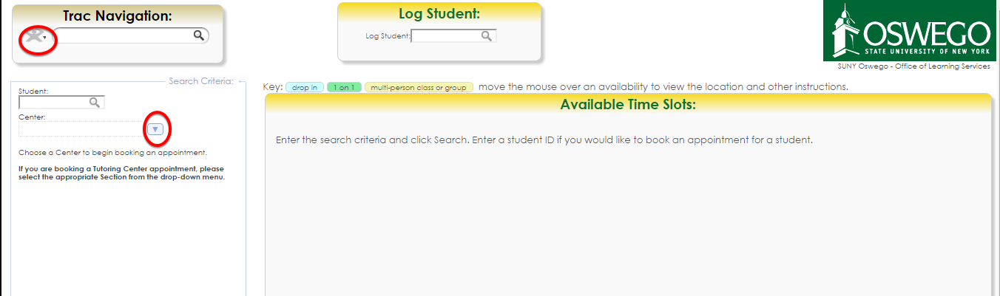 Trac Navigation:
Log Student:
Log Student:
OSWEGO
STATE UNIVERSITY OF NEW YORK
SUNY Oswego - Office of Learning Services
Search Criteria: ←
Student:
Center:
Choose a Center to begin booking an appointment.
If you are booking a Tutoring Center appointment, please
select the appropriate Section from the drop-down menu.
Key: drop in 1 on 1 multi-person class or group move the mouse over an availability to view the location and other instructions.
Available Time Slots:
Enter the search criteria and click Search. Enter a student ID if you would like to book an appointment for a student.